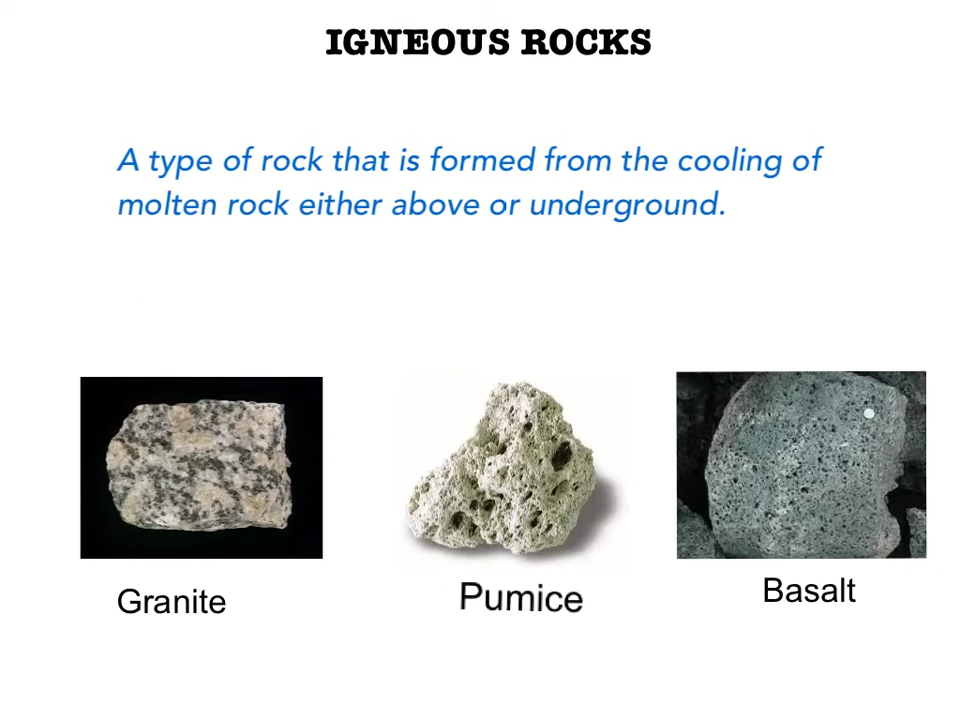 IGNEOUS ROCKS
A type of rock that is formed from the cooling of
molten rock either above or underground.
Granite
Pumice
Basalt